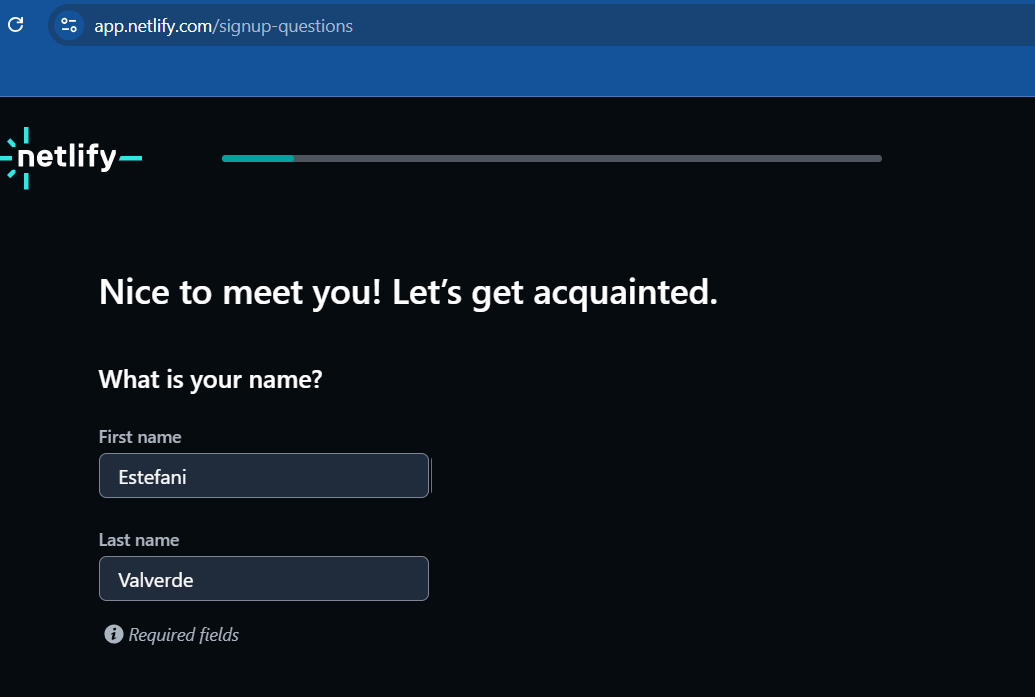 app.netlify.com/signup-questions
netlify
Nice to meet you! Let’s get acquainted.
What is your name?
First name
Estefani
Last name
Valverde
Required fields